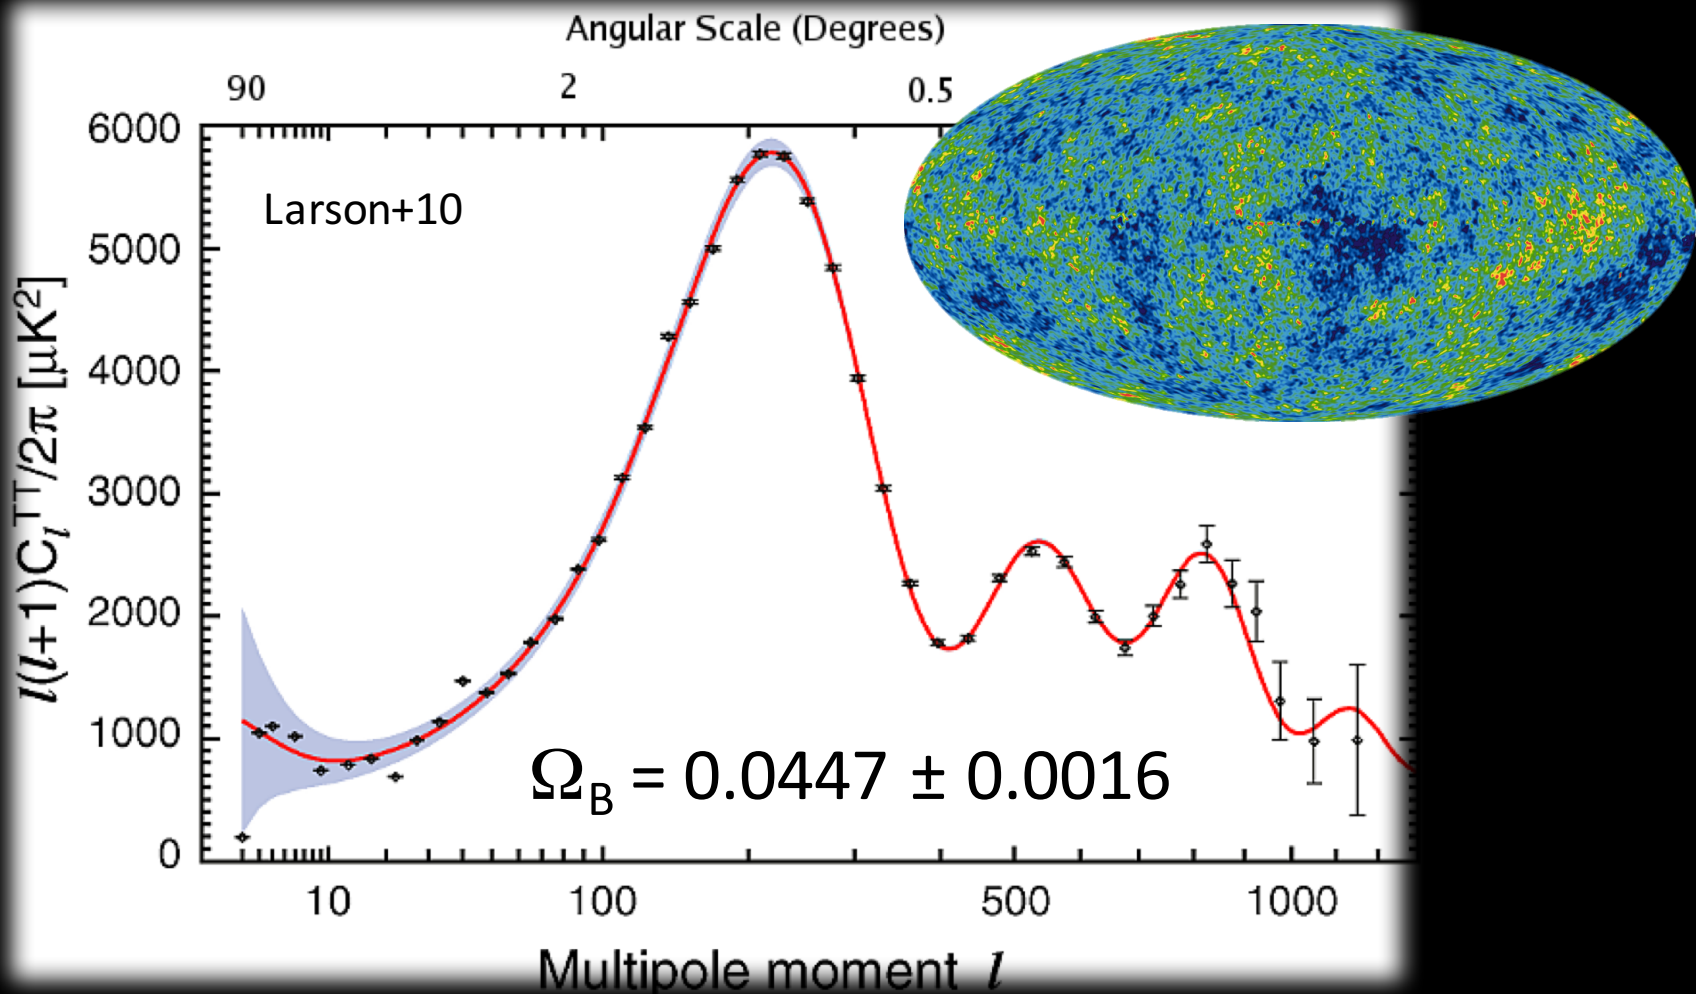 Angular Scale (Degrees)
90 2 0.5
6000
Larson+10
5000
4000
3000
2000
1000
0
l(l+1)C_l^TT/2π [μK²]
Ω_B = 0.0447 ± 0.0016
10 100 500 1000
Multipole moment l